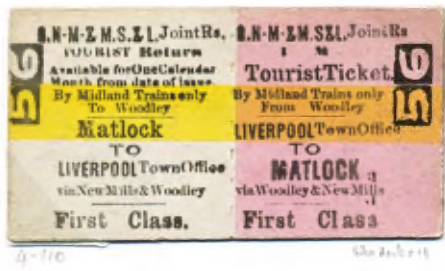 G.N-M-& M.S.& L.Joint Rs.
TOURIST Return
Available for One Calendar
Month from date of issue
By Midland Trains only
To Woodley
Matlock
TO
LIVERPOOL Town Office
via New Mills & Woodley
First Class.
56
G.N-M-& M.S.& L.Joint Rs
Tourist Ticket.
By Midland Trains only
From Woodley
LIVERPOOL Town Office
TO
MATLOCK
via Woodley & New Mills
First Class
56